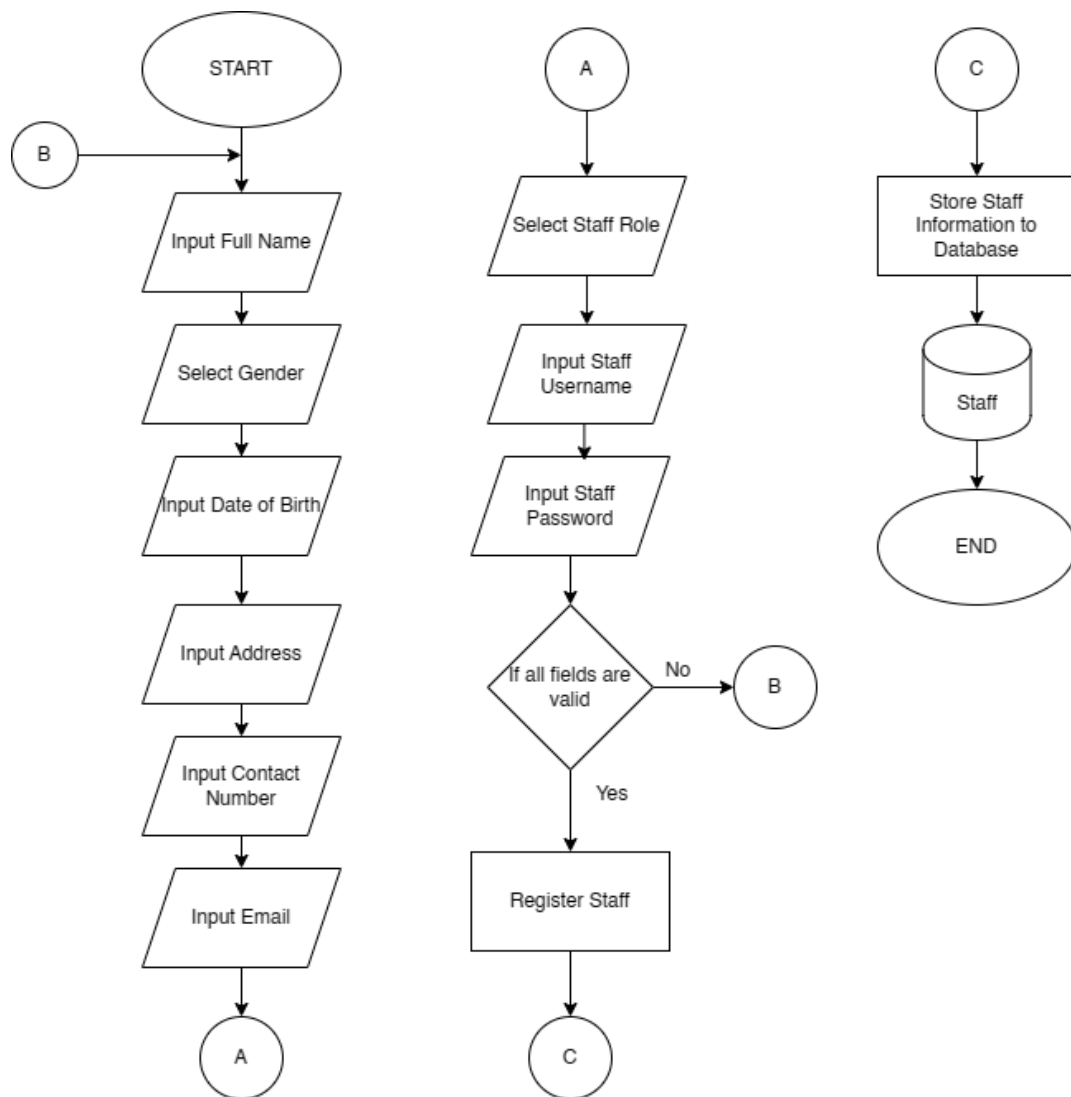 START
B
Input Full Name
Select Gender
Input Date of Birth
Input Address
Input Contact
Number
Input Email
A
A
Select Staff Role
Input Staff
Username
Input Staff
Password
If all fields are
valid
No
B
Yes
Register Staff
C
C
Store Staff
Information to
Database
Staff
END